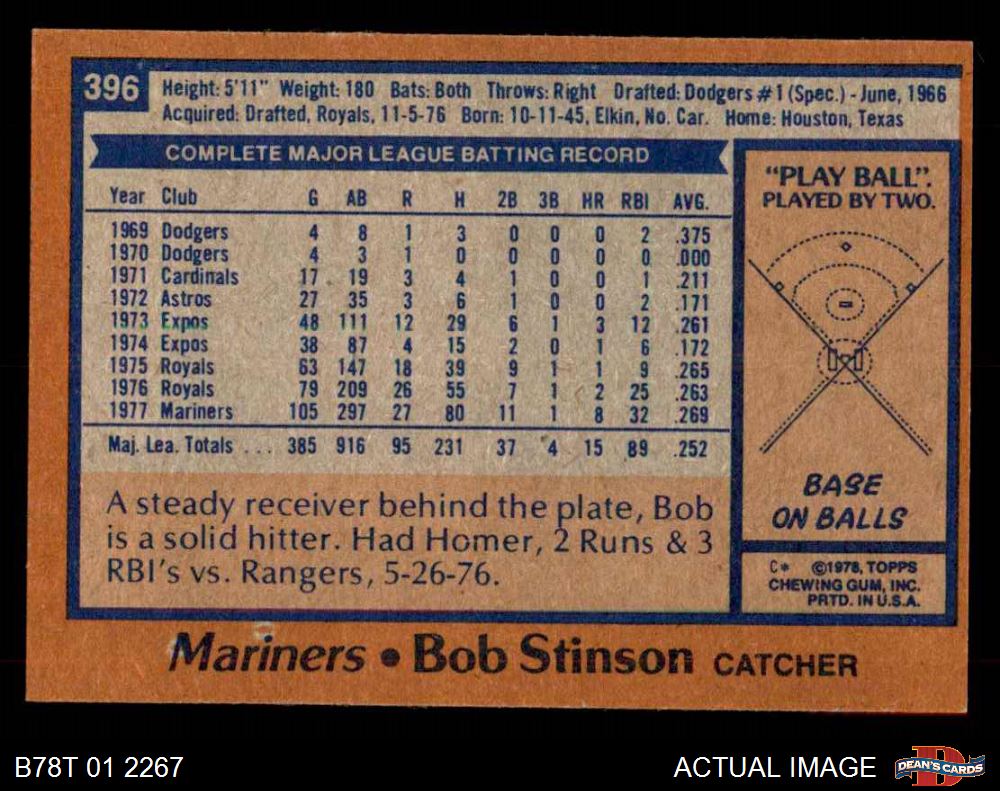 396
Height: 5'11" Weight: 180 Bats: Both Throws: Right Drafted: Dodgers #1 (Spec.) - June, 1966
Acquired: Drafted, Royals, 11-5-76 Born: 10-11-45, Elkin, No. Car. Home: Houston, Texas
COMPLETE MAJOR LEAGUE BATTING RECORD
Year Club G AB R H 2B 3B HR RBI AVG.
1969 Dodgers 4 8 1 3 0 0 0 2 .375
1970 Dodgers 4 3 1 0 0 0 0 0 .000
1971 Cardinals 17 19 3 4 1 0 0 1 .211
1972 Astros 27 35 3 6 1 0 0 2 .171
1973 Expos 48 111 12 29 6 1 3 12 .261
1974 Expos 38 87 4 15 2 0 1 6 .172
1975 Royals 63 147 18 39 9 1 1 9 .265
1976 Royals 79 209 26 55 7 1 2 25 .263
1977 Mariners 105 297 27 80 11 1 8 32 .269
Maj. Lea. Totals ... 385 916 95 231 37 4 15 89 .252
A steady receiver behind the plate, Bob
is a solid hitter. Had Homer, 2 Runs & 3
RBI's vs. Rangers, 5-26-76.
"PLAY BALL".
PLAYED BY TWO.
BASE
ON BALLS
C* ©1978, TOPPS
CHEWING GUM, INC.
PRTD. IN U.S.A.
Mariners • Bob Stinson CATCHER
B78T 01 2267
ACTUAL IMAGE
DEAN'S CARDS